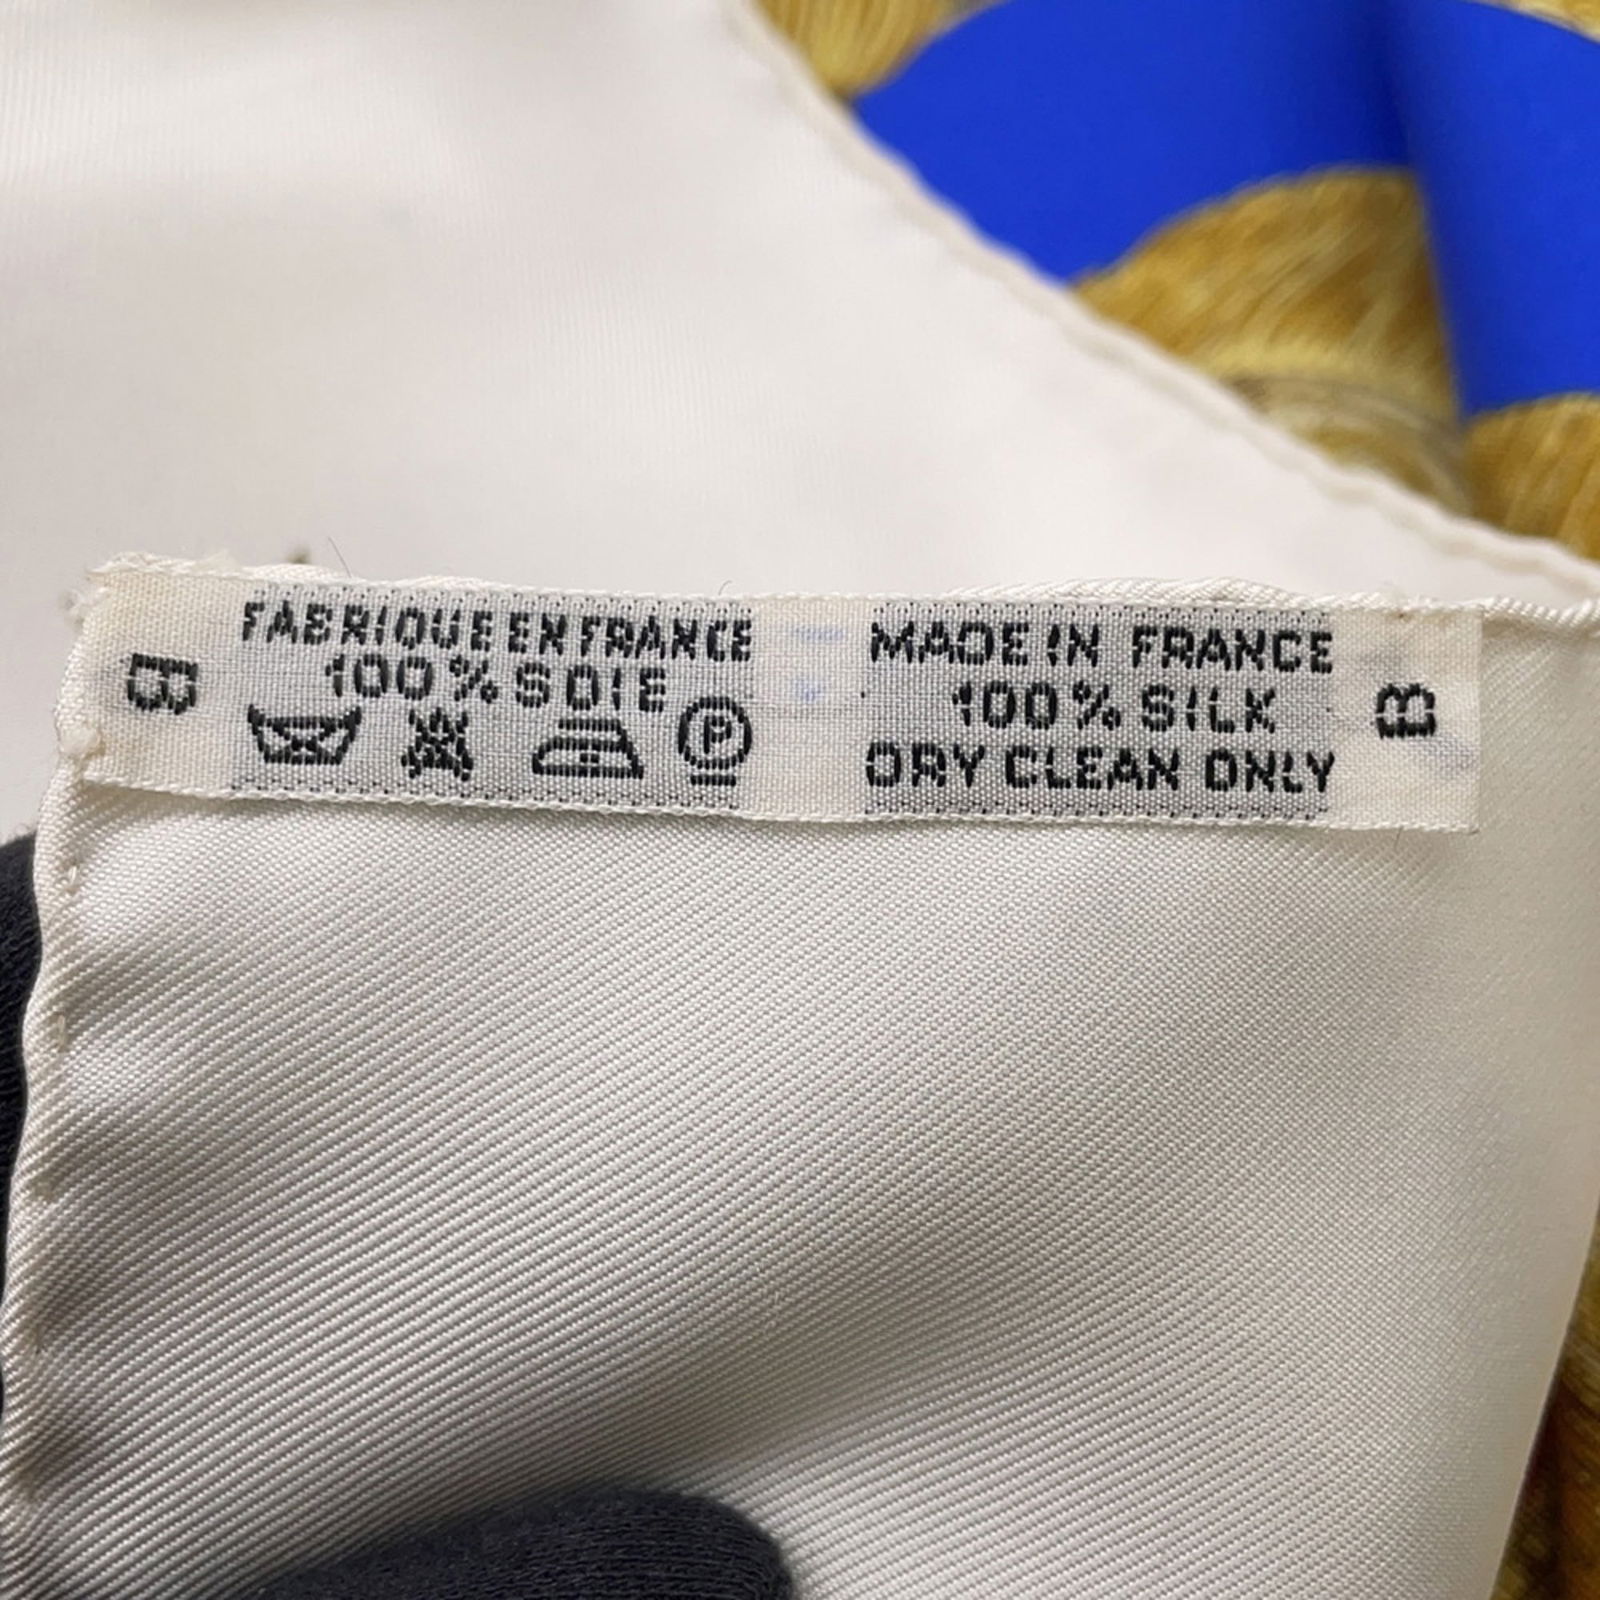 B
FABRIQUE EN FRANCE
100% SOIE
P
MADE IN FRANCE
100% SILK
DRY CLEAN ONLY
B